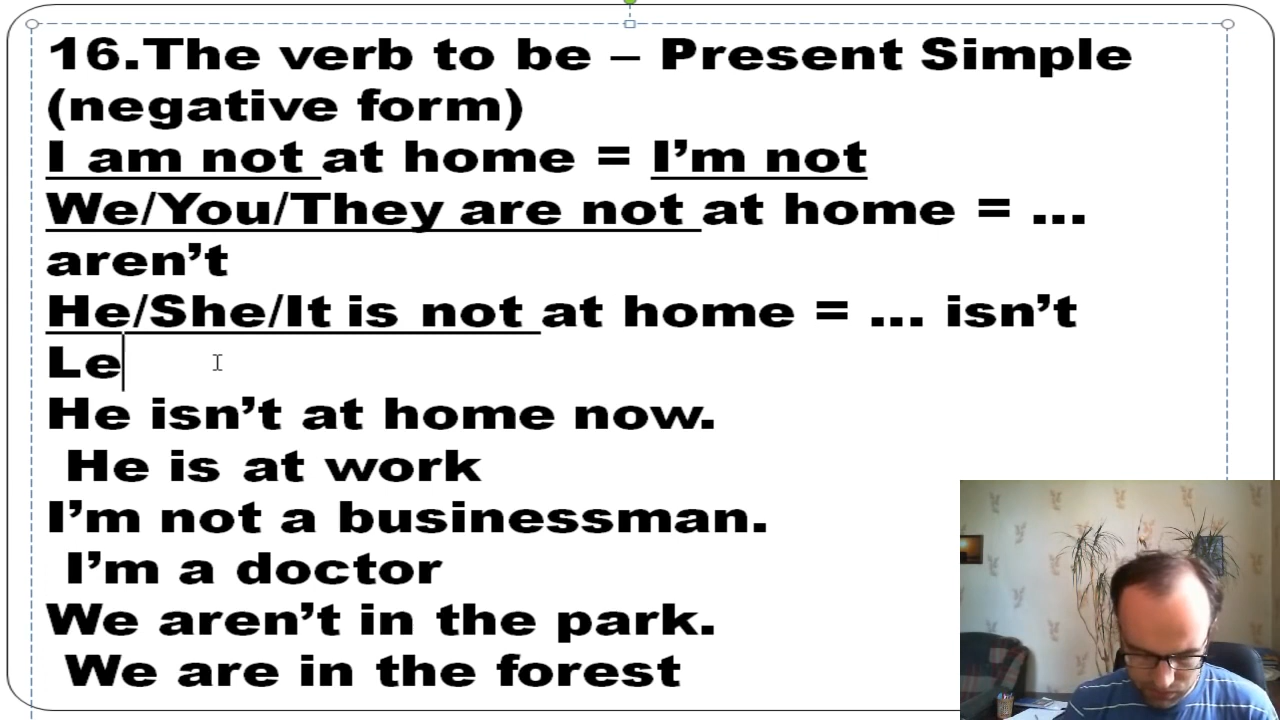 16.The verb to be – Present Simple
(negative form)
I am not at home = I’m not
We/You/They are not at home = …
aren’t
He/She/It is not at home = … isn’t
Le
He isn’t at home now.
He is at work
I’m not a businessman.
I’m a doctor
We aren’t in the park.
We are in the forest